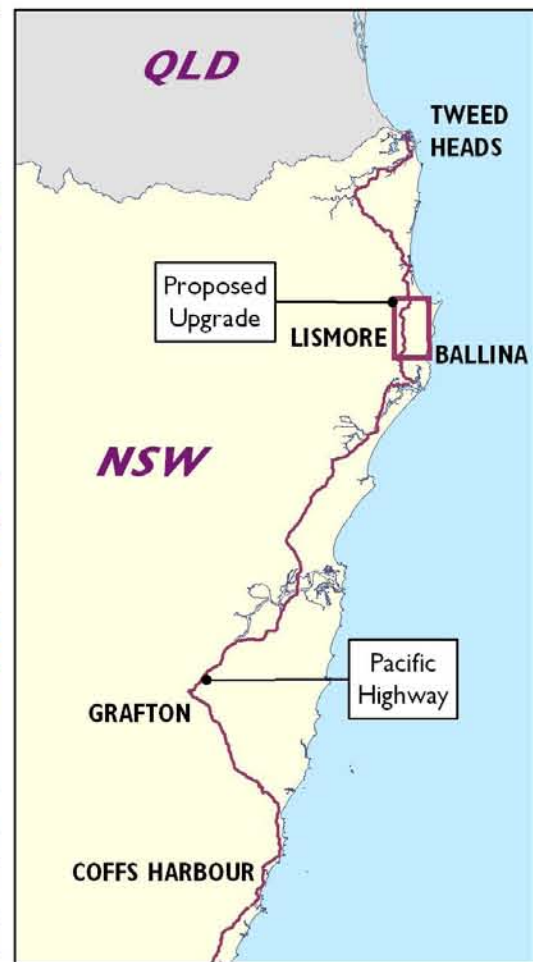 QLD
TWEED
HEADS
Proposed
Upgrade
LISMORE
BALLINA
NSW
Pacific
Highway
GRAFTON
COFFS HARBOUR